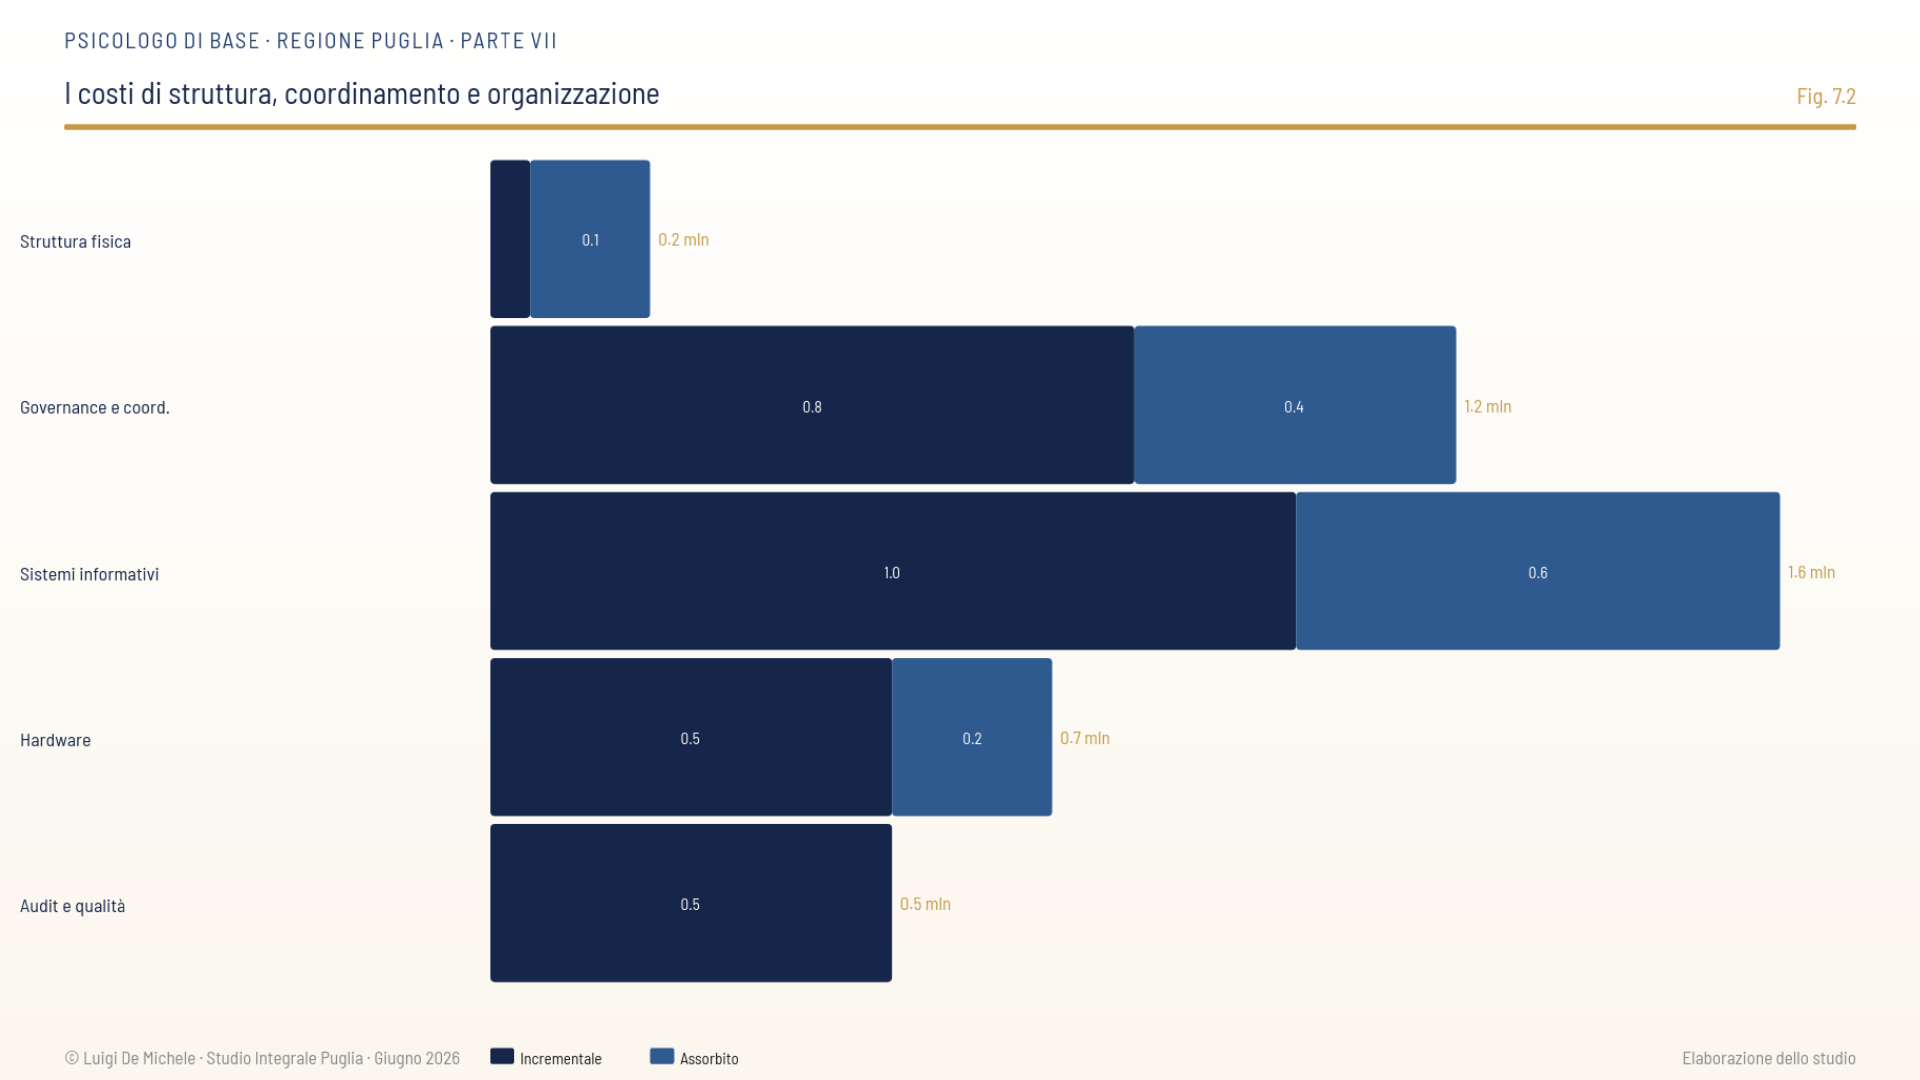 PSICOLOGO DI BASE · REGIONE PUGLIA · PARTE VII
I costi di struttura, coordinamento e organizzazione
Fig. 7.2
Struttura fisica
0.1
0.2 mln
Governance e coord.
0.8
0.4
1.2 mln
Sistemi informativi
1.0
0.6
1.6 mln
Hardware
0.5
0.2
0.7 mln
Audit e qualità
0.5
0.5 mln
© Luigi De Michele · Studio Integrale Puglia · Giugno 2026
Incrementale
Assorbito
Elaborazione dello studio